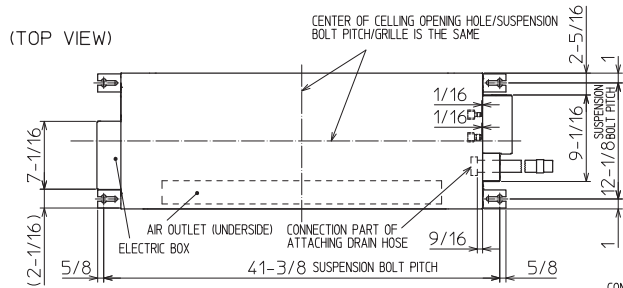 (TOP VIEW)
CENTER OF CELLING OPENING HOLE/SUSPENSION
BOLT PITCH/GRILLE IS THE SAME
2-5/16
1
1/16
1/16
7-1/16
9-1/16
SUSPENSION
BOLT PITCH
12-1/8
AIR OUTLET (UNDERSIDE)
CONNECTION PART OF
ATTACHING DRAIN HOSE
ELECTRIC BOX
9/16
1
(2-1/16)
5/8
41-3/8 SUSPENSION BOLT PITCH
5/8